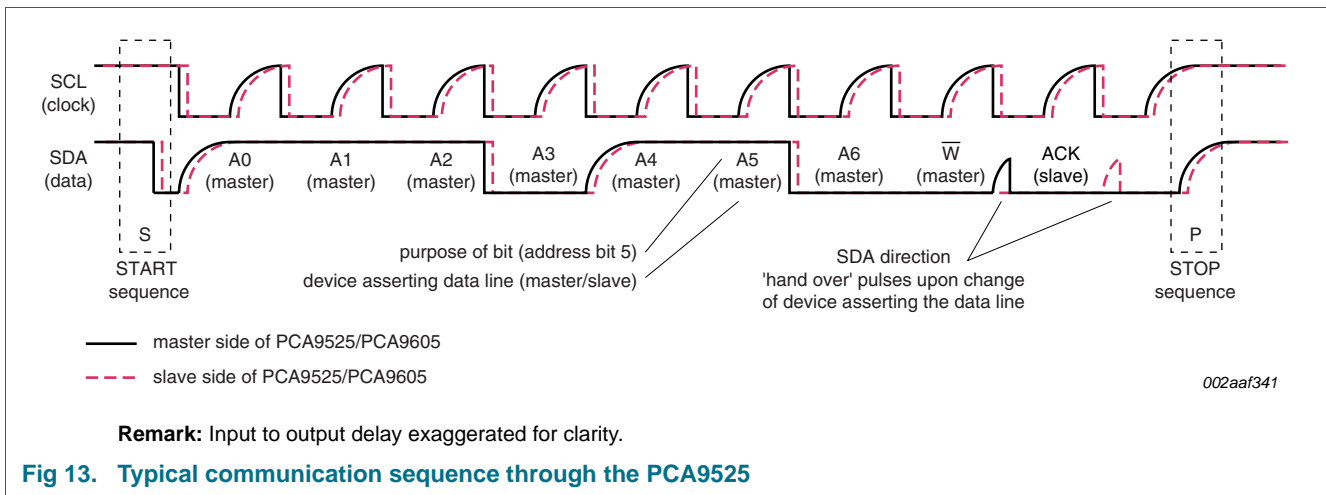 SCL
(clock)
SDA
(data)
A0
(master)
A1
(master)
A2
(master)
A3
(master)
A4
(master)
A5
(master)
A6
(master)
W̅
(master)
ACK
(slave)
S
START
sequence
purpose of bit (address bit 5)
device asserting data line (master/slave)
SDA direction
'hand over' pulses upon change
of device asserting the data line
P
STOP
sequence
master side of PCA9525/PCA9605
slave side of PCA9525/PCA9605
002aaf341
Remark: Input to output delay exaggerated for clarity.
Fig 13. Typical communication sequence through the PCA9525